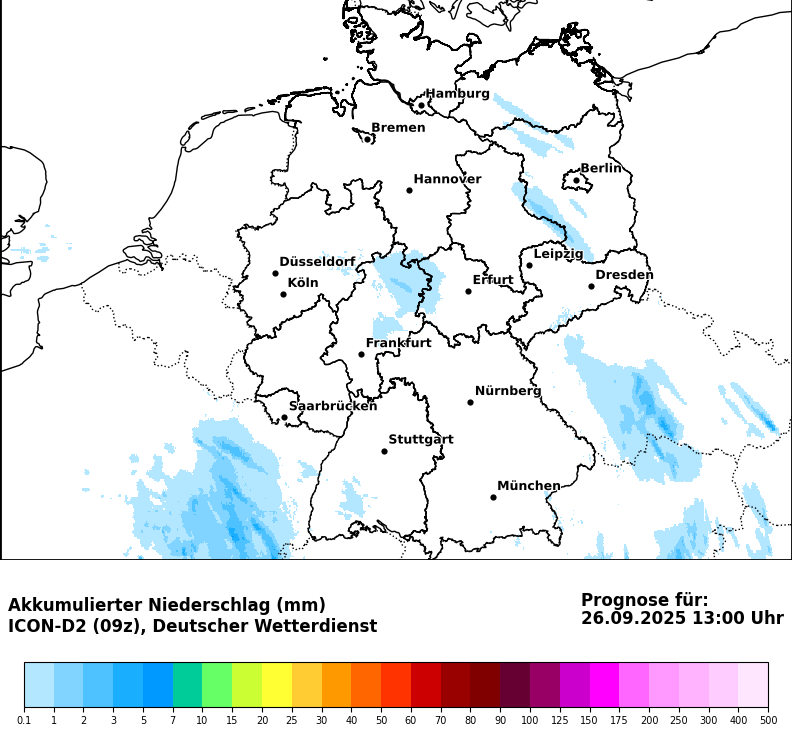 Hamburg
Bremen
Berlin
Hannover
Leipzig
Düsseldorf
Dresden
Erfurt
Köln
Frankfurt
Nürnberg
Saarbrücken
Stuttgart
München
Akkumulierter Niederschlag (mm)
ICON-D2 (09z), Deutscher Wetterdienst
Prognose für:
26.09.2025 13:00 Uhr
0.1 1 2 3 5 7 10 15 20 25 30 40 50 60 70 80 90 100 125 150 175 200 250 300 400 500